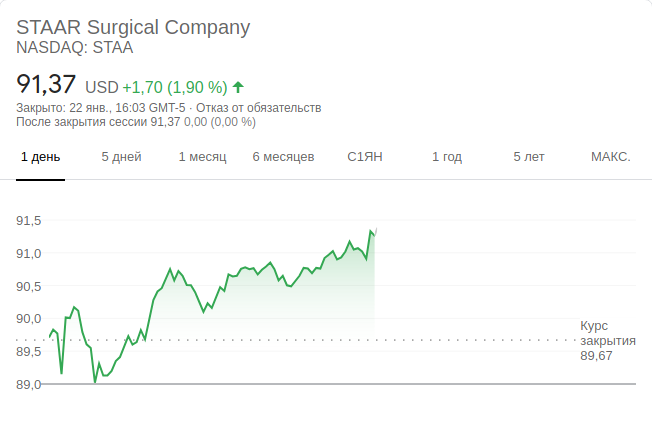 STAAR Surgical Company
NASDAQ: STAA
91,37 USD +1,70 (1,90 %)
Закрыто: 22 янв., 16:03 GMT-5 · Отказ от обязательств
После закрытия сессии 91,37 0,00 (0,00 %)
1 день 5 дней 1 месяц 6 месяцев С1ЯН 1 год 5 лет МАКС.
91,5
91,0
90,5
90,0
89,5
89,0
Курс
закрытия
89,67